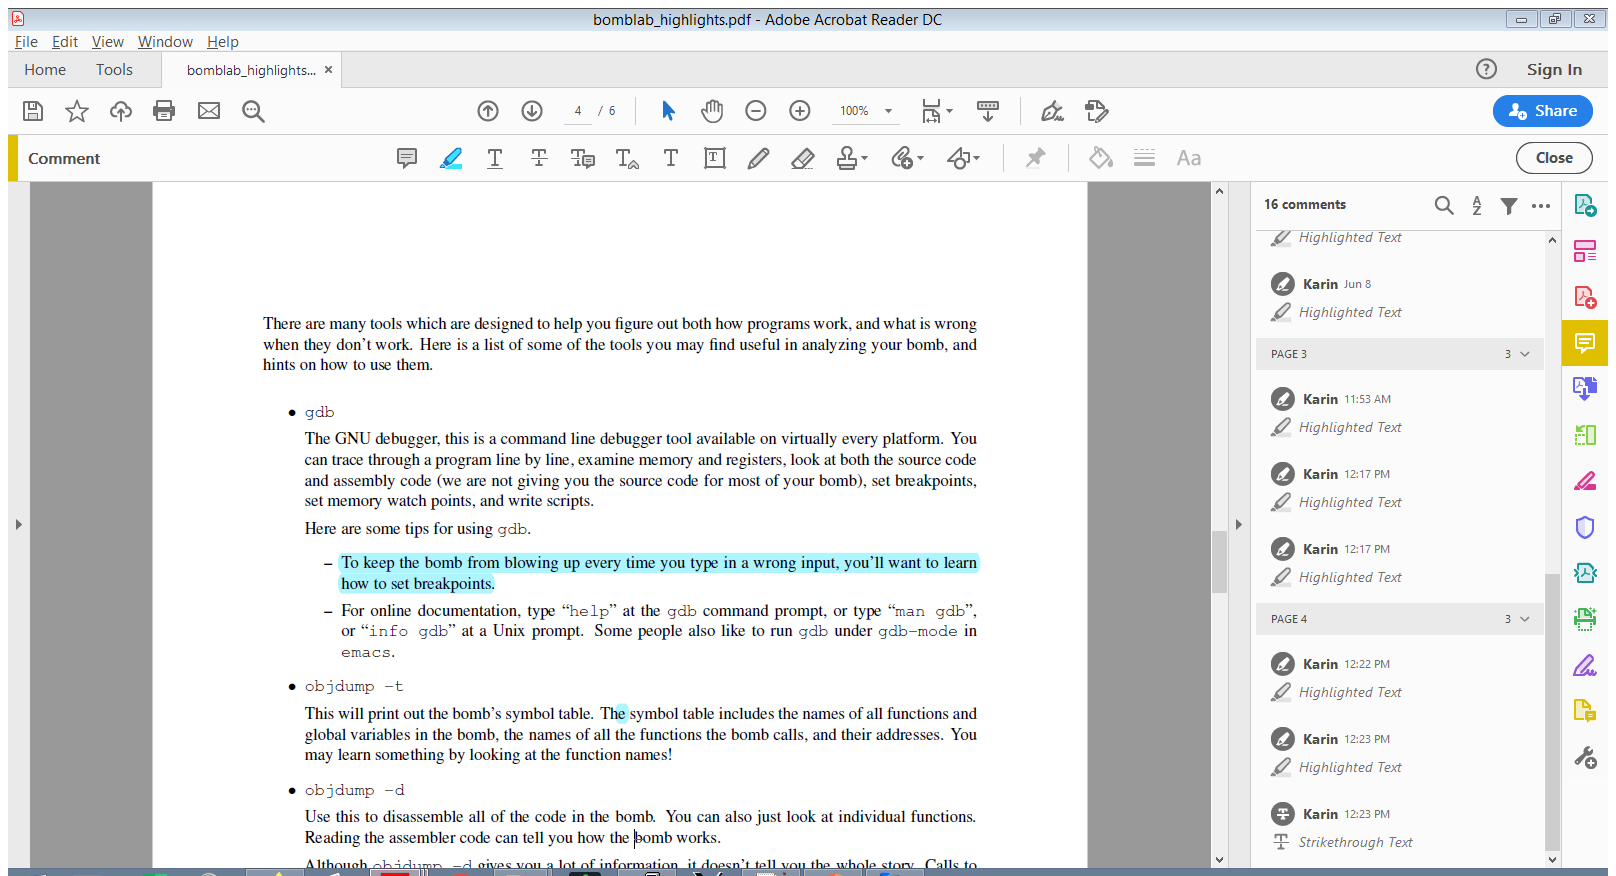 bomblab_highlights.pdf - Adobe Acrobat Reader DC
File Edit View Window Help
Home Tools bomblab_highlights... × Sign In
4 / 6 100% Share
Comment Close
There are many tools which are designed to help you figure out both how programs work, and what is wrong
when they don’t work. Here is a list of some of the tools you may find useful in analyzing your bomb, and
hints on how to use them.
• gdb
The GNU debugger, this is a command line debugger tool available on virtually every platform. You
can trace through a program line by line, examine memory and registers, look at both the source code
and assembly code (we are not giving you the source code for most of your bomb), set breakpoints,
set memory watch points, and write scripts.
Here are some tips for using gdb.
– To keep the bomb from blowing up every time you type in a wrong input, you’ll want to learn
how to set breakpoints.
– For online documentation, type “help” at the gdb command prompt, or type “man gdb”,
or “info gdb” at a Unix prompt. Some people also like to run gdb under gdb-mode in
emacs.
• objdump -t
This will print out the bomb’s symbol table. The symbol table includes the names of all functions and
global variables in the bomb, the names of all the functions the bomb calls, and their addresses. You
may learn something by looking at the function names!
• objdump -d
Use this to disassemble all of the code in the bomb. You can also just look at individual functions.
Reading the assembler code can tell you how the bomb works.
Although objdump -d gives you a lot of information, it doesn’t tell you the whole story. Calls to
16 comments
Highlighted Text
Karin Jun 8
Highlighted Text
PAGE 3 3
Karin 11:53 AM
Highlighted Text
Karin 12:17 PM
Highlighted Text
Karin 12:17 PM
Highlighted Text
PAGE 4 3
Karin 12:22 PM
Highlighted Text
Karin 12:23 PM
Highlighted Text
Karin 12:23 PM
Strikethrough Text